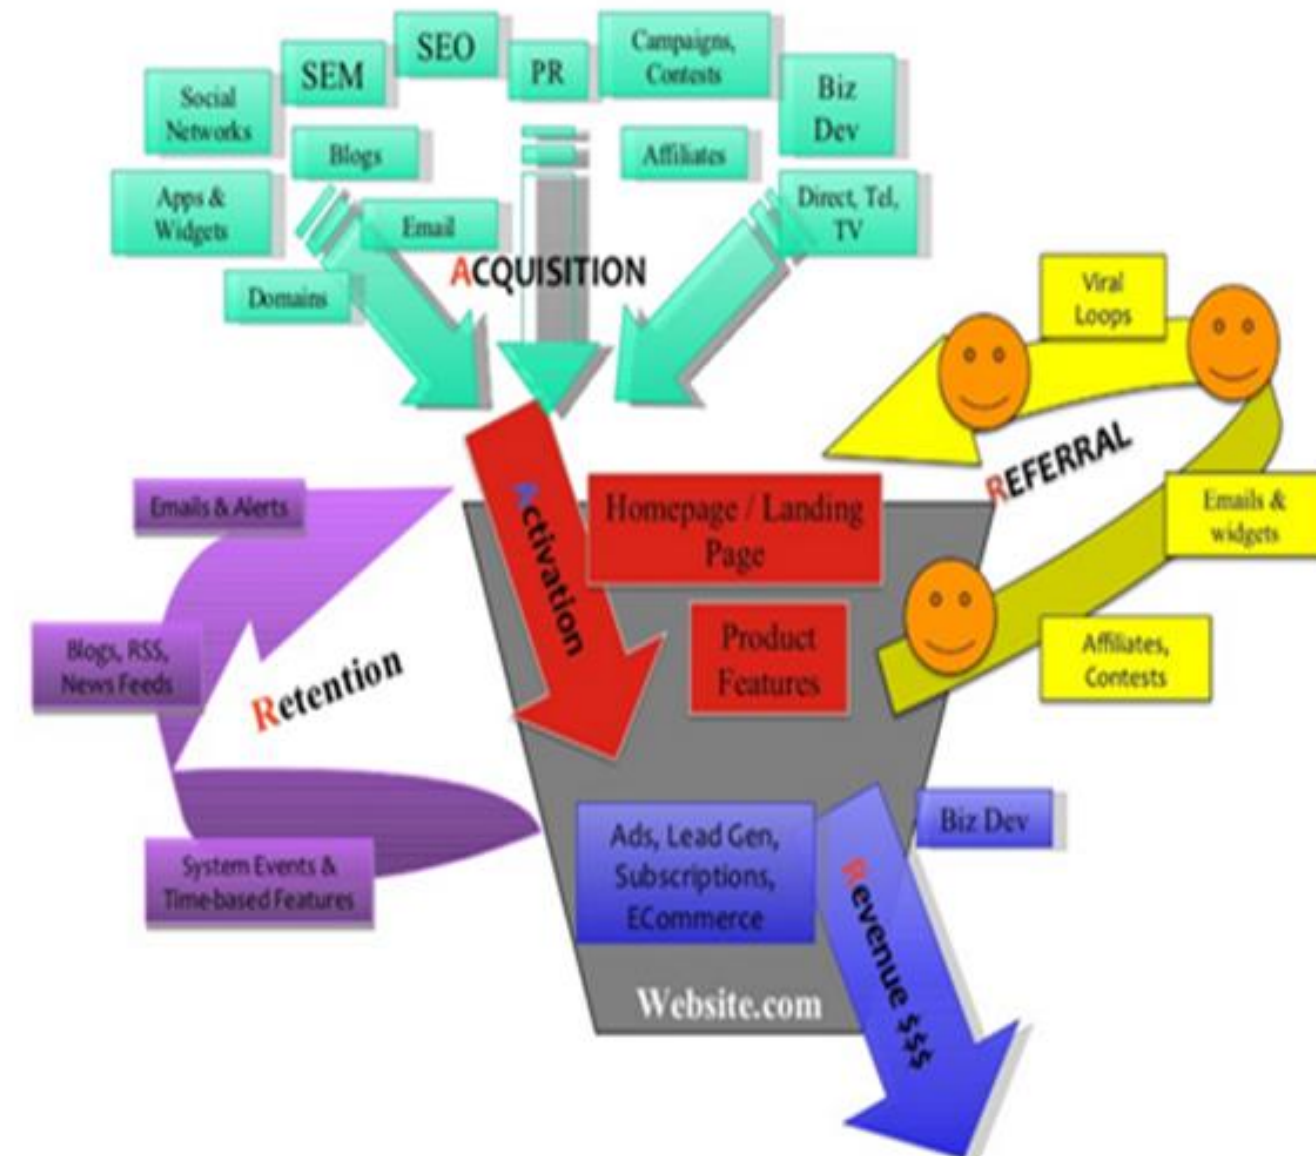 SEO
SEM
PR
Campaigns,
Contests
Social
Networks
Biz
Dev
Blogs
Affiliates
Apps &
Widgets
Email
Direct, Tel,
TV
Domains
ACQUISITION
Viral
Loops
REFERRAL
Emails &
widgets
Affiliates,
Contests
Emails & Alerts
Blogs, RSS,
News Feeds
Retention
System Events &
Time-based Features
Activation
Homepage / Landing
Page
Product
Features
Ads, Lead Gen,
Subscriptions,
ECommerce
Biz Dev
Revenue $$$
Website.com